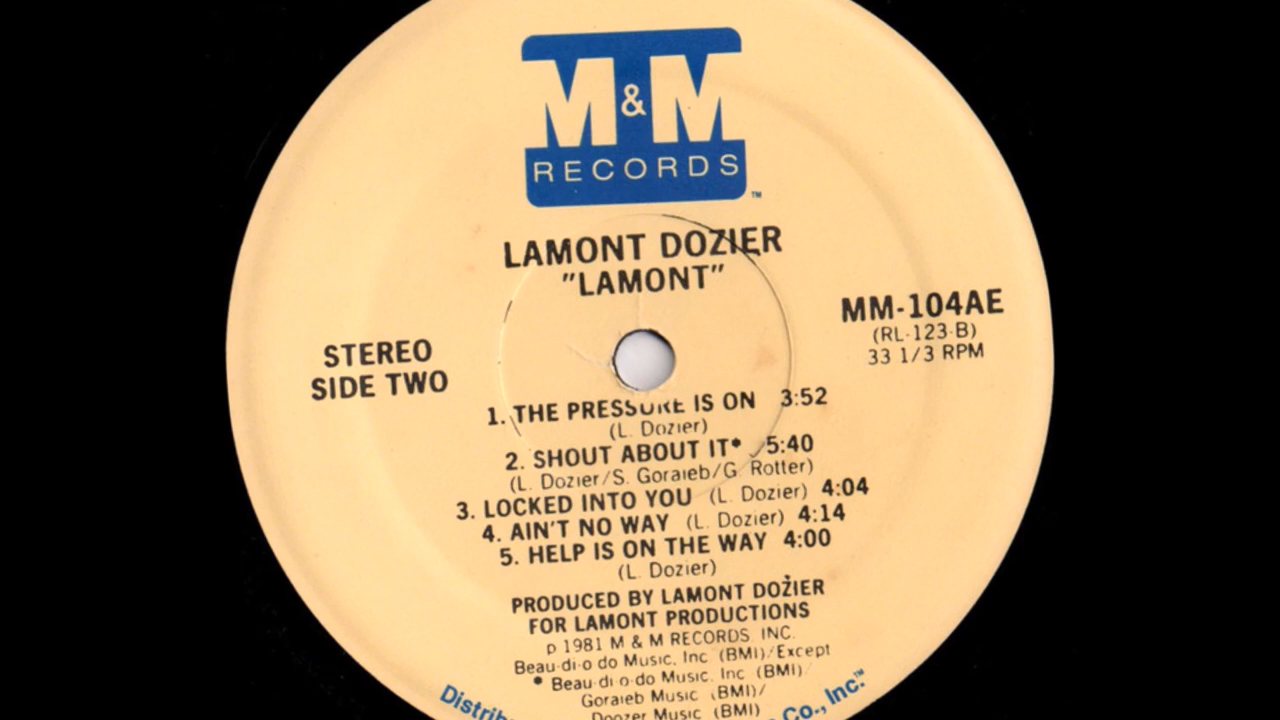 M&M
RECORDS
™
LAMONT DOZIER
"LAMONT"
MM-104AE
(RL-123-B)
33 1/3 RPM
STEREO
SIDE TWO
1. THE PRESSURE IS ON 3:52
(L. Dozier)
2. SHOUT ABOUT IT* 5:40
(L. Dozier/S. Goraieb/G. Rotter)
3. LOCKED INTO YOU (L. Dozier) 4:04
4. AIN'T NO WAY (L. Dozier) 4:14
5. HELP IS ON THE WAY 4:00
(L. Dozier)
PRODUCED BY LAMONT DOZIER
FOR LAMONT PRODUCTIONS
p 1981 M & M RECORDS, INC.
Beau-di-o-do Music, Inc. (BMI)/Except
* Beau-di-o-do Music, Inc. (BMI)/
Goraieb Music (BMI)/
Doozer Music (BMI)
Co., Inc.™